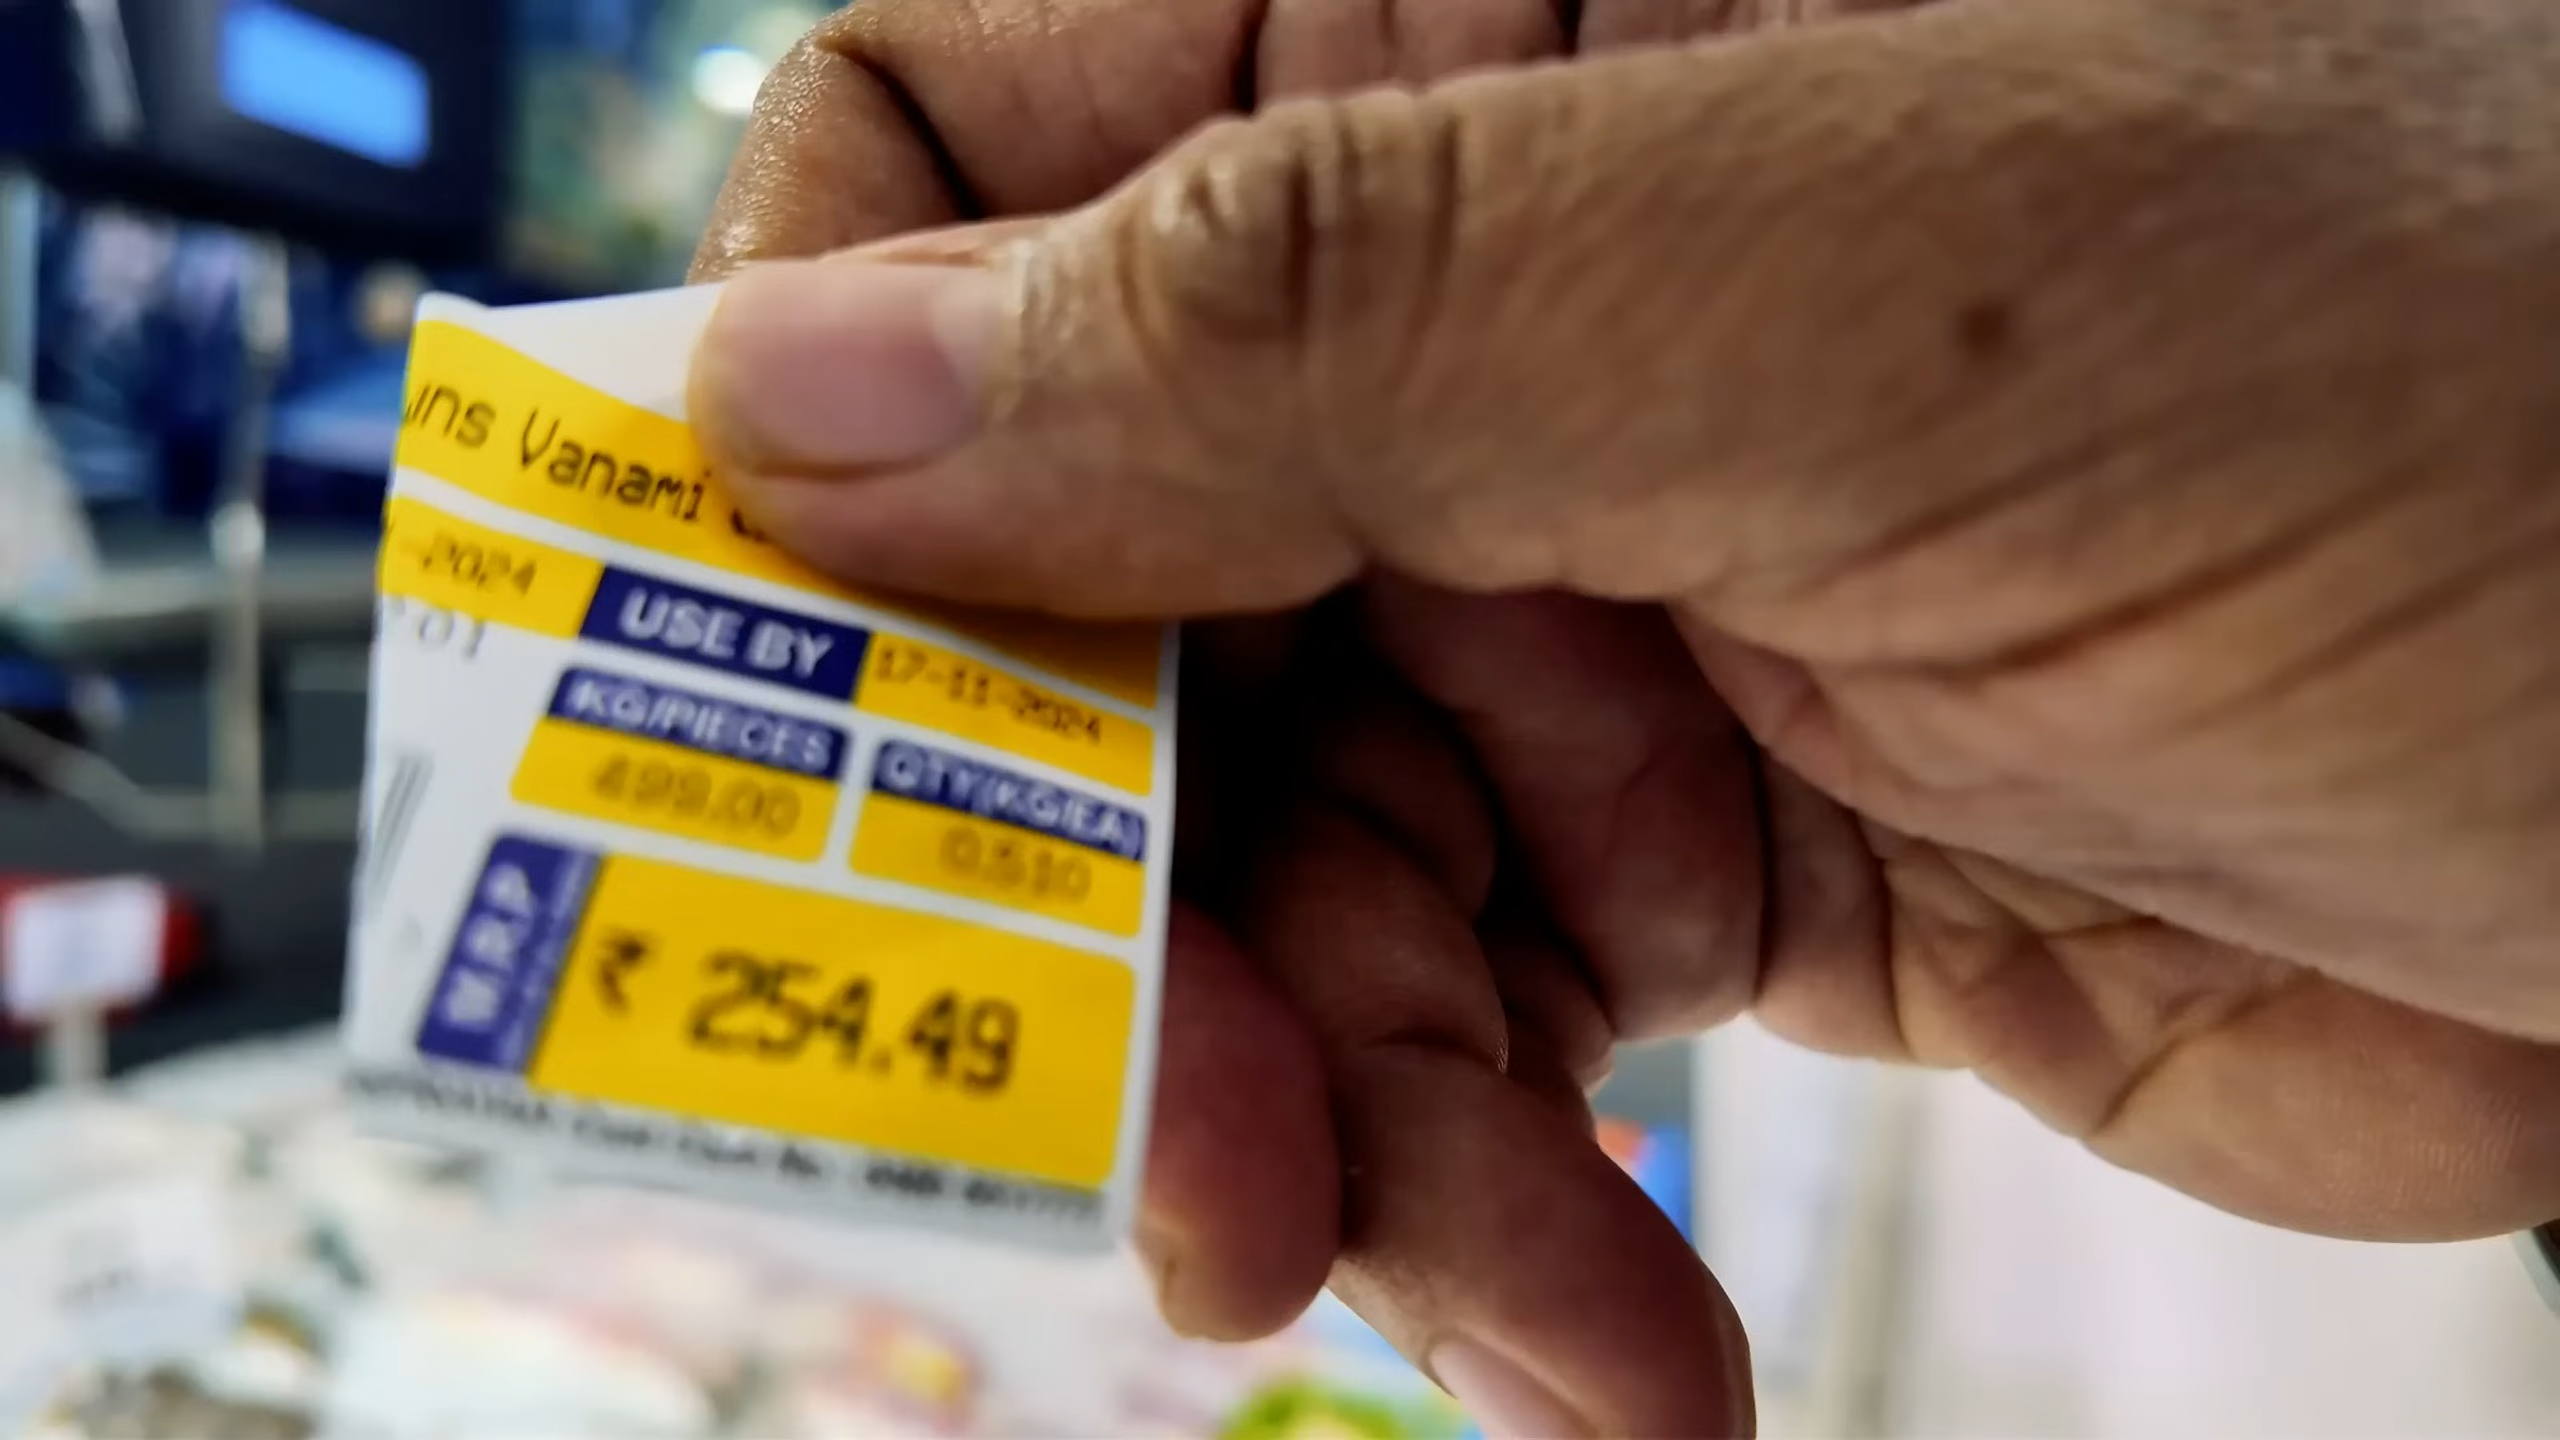 Vanami
-2024 USE BY 17-11-2024
01
KG/PIECES QTY(KG/EA)
499.00 0.510
MRP ₹ 254.49